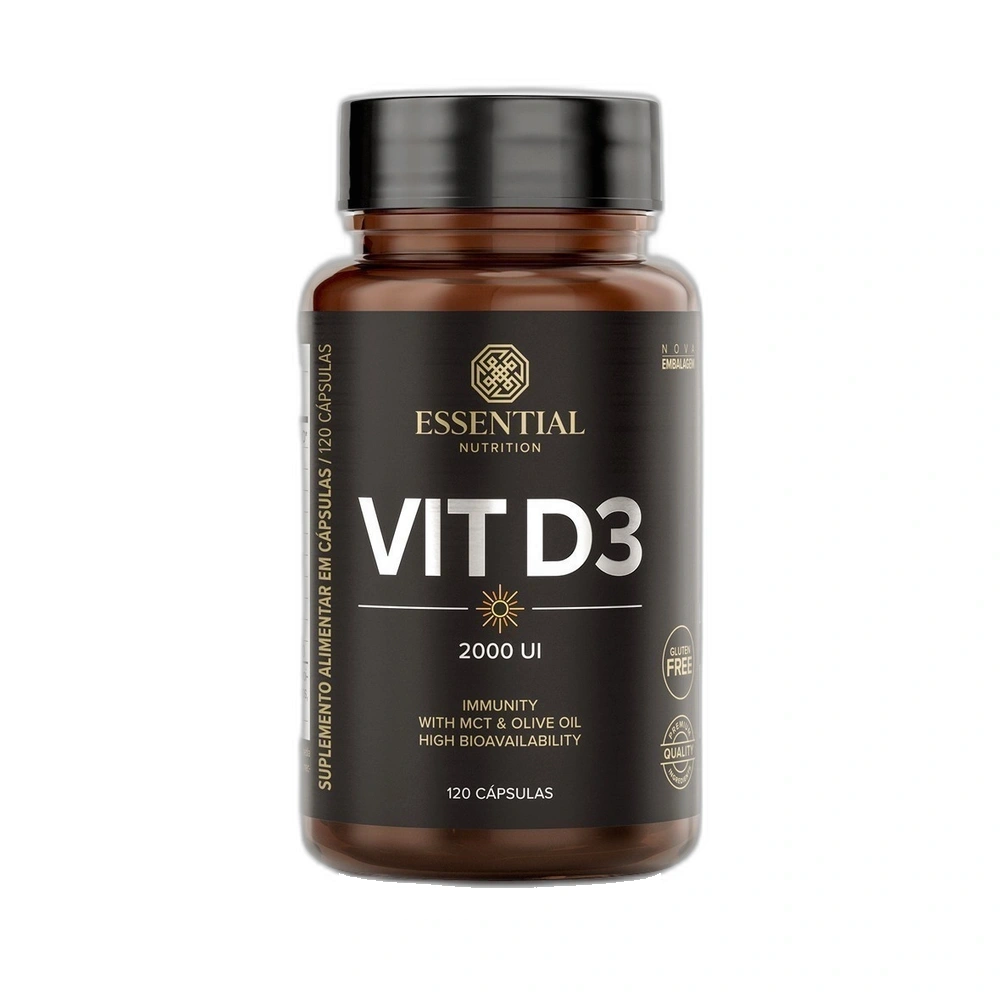 ESSENTIAL
NUTRITION
VIT D3
2000 UI
IMMUNITY
WITH MCT & OLIVE OIL
HIGH BIOAVAILABILITY
120 CÁPSULAS
SUPLEMENTO ALIMENTAR EM CÁPSULAS / 120 CÁPSULAS
NOVA
EMBALAGEM
GLUTEN
FREE
PREMIUM
QUALITY